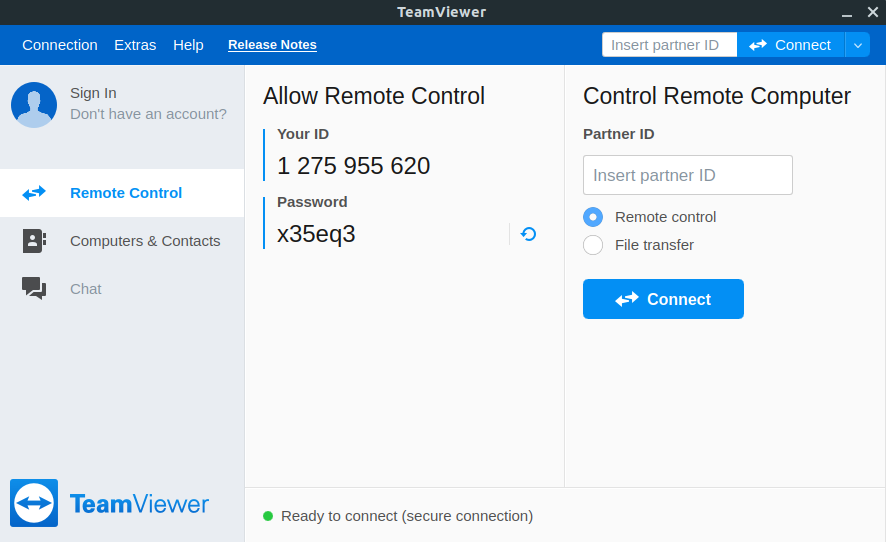 TeamViewer
Connection Extras Help Release Notes Insert partner ID Connect
Sign In
Don't have an account?
Remote Control
Computers & Contacts
Chat
TeamViewer
Allow Remote Control
Your ID
1 275 955 620
Password
x35eq3
Control Remote Computer
Partner ID
Insert partner ID
Remote control
File transfer
Connect
Ready to connect (secure connection)